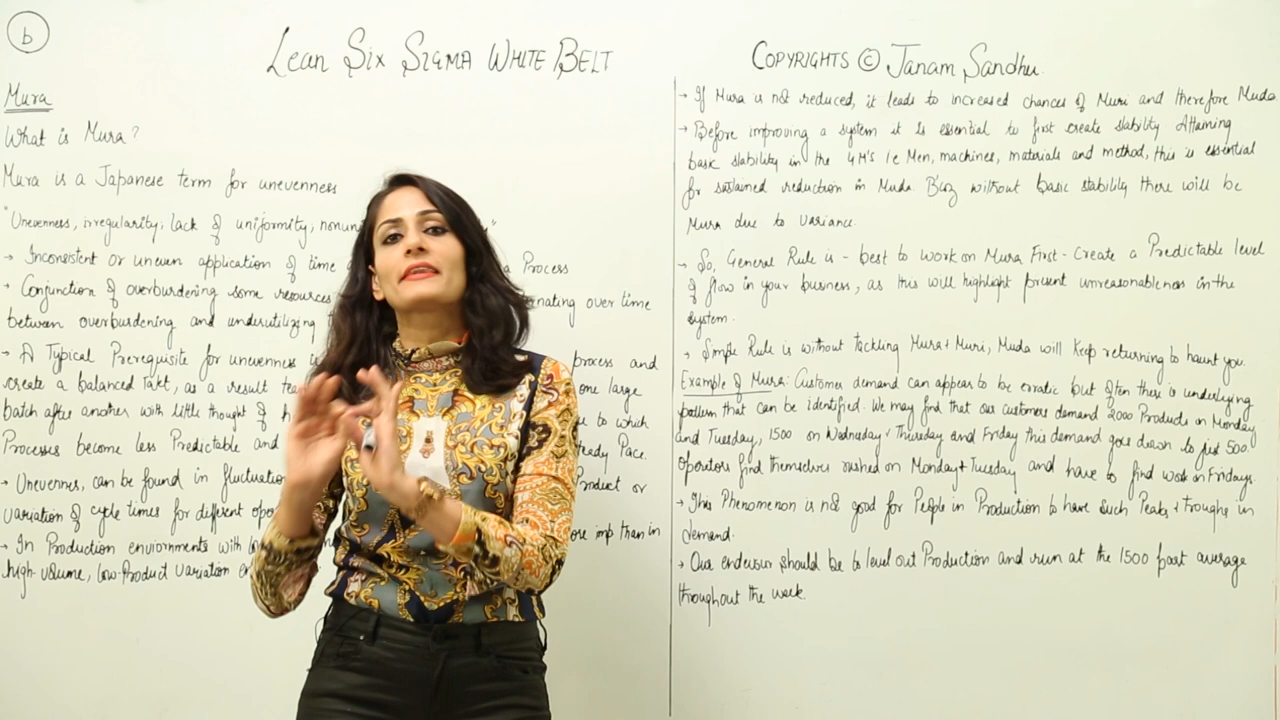 b
Lean Six Sigma White Belt
Copyrights © Janam Sandhu.
Mura
What is Mura?
Mura is a Japanese term for unevenness
"Unevenness, irregularity; lack of uniformity, nonun
→ Inconsistent or uneven application of time a Process
→ Conjunction of overburdening some resources nating over time
between overburdening and underutilizing
→ A Typical Prerequisite for unevenness is process and
create a balanced Takt, as a result tea one large
batch after another with little thought of h to which
Processes become less Predictable and teady Pace.
→ Unevennes, can be found in fluctuation Product or
variation of cycle times for different ope
→ In Production enviornments with ore imp than in
high-volume, low-Product variation en
→ If Mura is not reduced, it leads to increased chances of Muri and therefore Muda
→ Before improving a system it is essential to first create stability. Attaining
basic stability in the 4M's i.e Men, machines, materials and method, this is essential
for sustained reduction in Muda. B'coz without basic stability there will be
Mura due to variance.
→ So, General Rule is - best to work on Mura First - Create a Predictable level
of flow in your business, as this will highlight present unreasonableness in the
system.
→ Simple Rule is without tackling Mura & Muri, Muda will Keep returning to haunt you.
Example of Mura: Customer demand can appears to be erratic but often there is underlying
pattern that can be identified. We may find that our customers demand 2000 Products on Monday
and Tuesday, 1500 on Wednesday & Thursday and Friday this demand goes down to just 500.
Operators find themselves rushed on Monday & Tuesday and have to find work on Fridays.
→ This Phenomenon is not good for People in Production to have such Peaks & Troughs in
demand.
→ Our endeavour should be to level out Production and run at the 1500 part average
throughout the week.